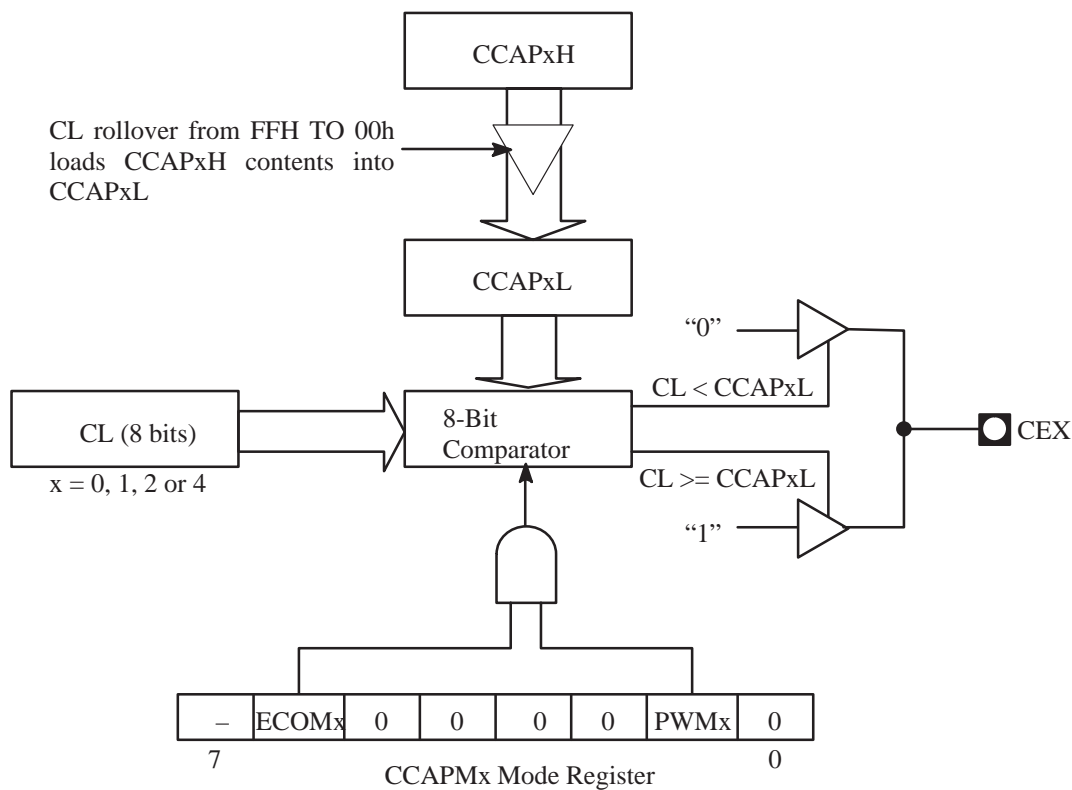 CCAPxH
CL rollover from FFH TO 00h
loads CCAPxH contents into
CCAPxL
CCAPxL
“0”
CL < CCAPxL
8-Bit
Comparator
CL (8 bits)
CEX
x = 0, 1, 2 or 4
CL >= CCAPxL
“1”
– ECOMx 0 0 0 0 PWMx 0
7 0
CCAPMx Mode Register